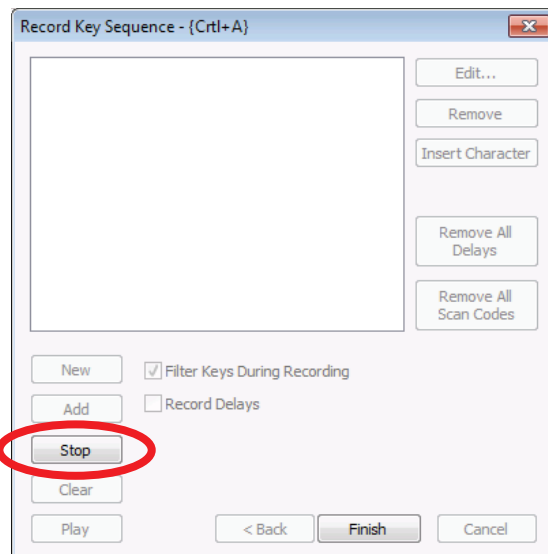 Record Key Sequence - {Crtl+A}
Edit...
Remove
Insert Character
Remove All
Delays
Remove All
Scan Codes
New
Filter Keys During Recording
Add
Record Delays
Stop
Clear
Play
< Back
Finish
Cancel